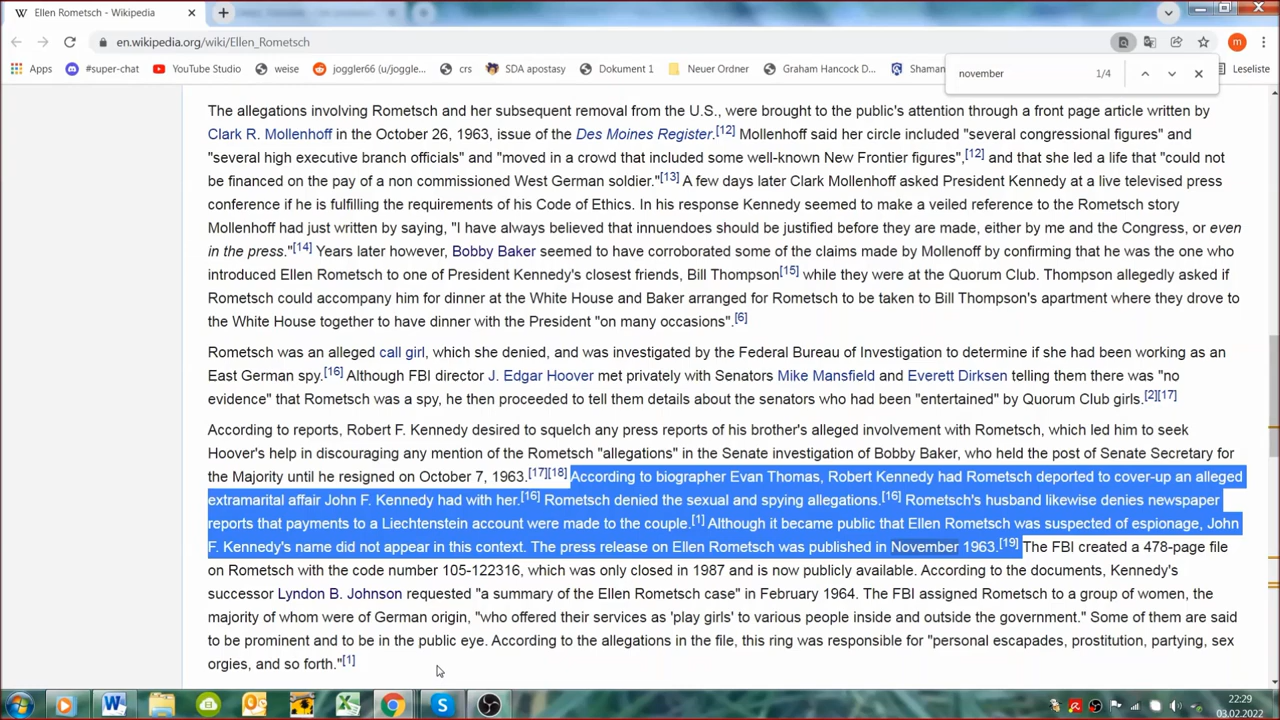 Ellen Rometsch - Wikipedia
en.wikipedia.org/wiki/Ellen_Rometsch
Apps #super-chat YouTube Studio weise joggler66 (u/joggle... crs SDA apostasy Dokument 1 Neuer Ordner Graham Hancock D... Shaman Leseliste
november 1/4
The allegations involving Rometsch and her subsequent removal from the U.S., were brought to the public's attention through a front page article written by
Clark R. Mollenhoff in the October 26, 1963, issue of the Des Moines Register.[12] Mollenhoff said her circle included "several congressional figures" and
"several high executive branch officials" and "moved in a crowd that included some well-known New Frontier figures",[12] and that she led a life that "could not
be financed on the pay of a non commissioned West German soldier."[13] A few days later Clark Mollenhoff asked President Kennedy at a live televised press
conference if he is fulfilling the requirements of his Code of Ethics. In his response Kennedy seemed to make a veiled reference to the Rometsch story
Mollenhoff had just written by saying, "I have always believed that innuendoes should be justified before they are made, either by me and the Congress, or even
in the press."[14] Years later however, Bobby Baker seemed to have corroborated some of the claims made by Mollenoff by confirming that he was the one who
introduced Ellen Rometsch to one of President Kennedy's closest friends, Bill Thompson[15] while they were at the Quorum Club. Thompson allegedly asked if
Rometsch could accompany him for dinner at the White House and Baker arranged for Rometsch to be taken to Bill Thompson's apartment where they drove to
the White House together to have dinner with the President "on many occasions".[6]
Rometsch was an alleged call girl, which she denied, and was investigated by the Federal Bureau of Investigation to determine if she had been working as an
East German spy.[16] Although FBI director J. Edgar Hoover met privately with Senators Mike Mansfield and Everett Dirksen telling them there was "no
evidence" that Rometsch was a spy, he then proceeded to tell them details about the senators who had been "entertained" by Quorum Club girls.[2][17]
According to reports, Robert F. Kennedy desired to squelch any press reports of his brother's alleged involvement with Rometsch, which led him to seek
Hoover's help in discouraging any mention of the Rometsch "allegations" in the Senate investigation of Bobby Baker, who held the post of Senate Secretary for
the Majority until he resigned on October 7, 1963.[17][18] According to biographer Evan Thomas, Robert Kennedy had Rometsch deported to cover-up an alleged
extramarital affair John F. Kennedy had with her.[16] Rometsch denied the sexual and spying allegations.[16] Rometsch's husband likewise denies newspaper
reports that payments to a Liechtenstein account were made to the couple.[1] Although it became public that Ellen Rometsch was suspected of espionage, John
F. Kennedy's name did not appear in this context. The press release on Ellen Rometsch was published in November 1963.[19] The FBI created a 478-page file
on Rometsch with the code number 105-122316, which was only closed in 1987 and is now publicly available. According to the documents, Kennedy's
successor Lyndon B. Johnson requested "a summary of the Ellen Rometsch case" in February 1964. The FBI assigned Rometsch to a group of women, the
majority of whom were of German origin, "who offered their services as 'play girls' to various people inside and outside the government." Some of them are said
to be prominent and to be in the public eye. According to the allegations in the file, this ring was responsible for "personal escapades, prostitution, partying, sex
orgies, and so forth."[1]
22:29
03.02.2022